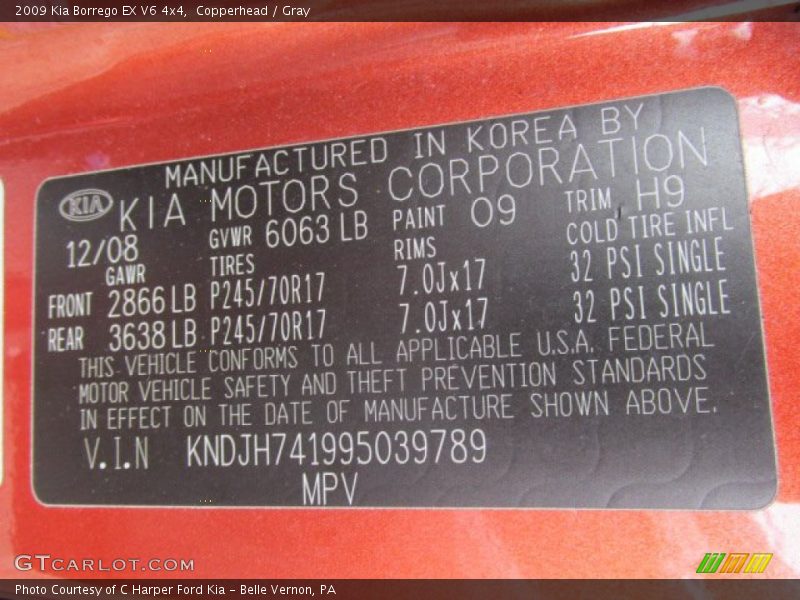 2009 Kia Borrego EX V6 4x4, Copperhead / Gray
MANUFACTURED IN KOREA BY
KIA KIA MOTORS CORPORATION
12/08 GVWR 6063 LB PAINT 09 TRIM H9
GAWR TIRES RIMS COLD TIRE INFL
FRONT 2866 LB P245/70R17 7.0Jx17 32 PSI SINGLE
REAR 3638 LB P245/70R17 7.0Jx17 32 PSI SINGLE
THIS VEHICLE CONFORMS TO ALL APPLICABLE U.S.A. FEDERAL
MOTOR VEHICLE SAFETY AND THEFT PREVENTION STANDARDS
IN EFFECT ON THE DATE OF MANUFACTURE SHOWN ABOVE.
V.I.N KNDJH741995039789
MPV
GTCARLOT.COM
Photo Courtesy of C Harper Ford Kia - Belle Vernon, PA